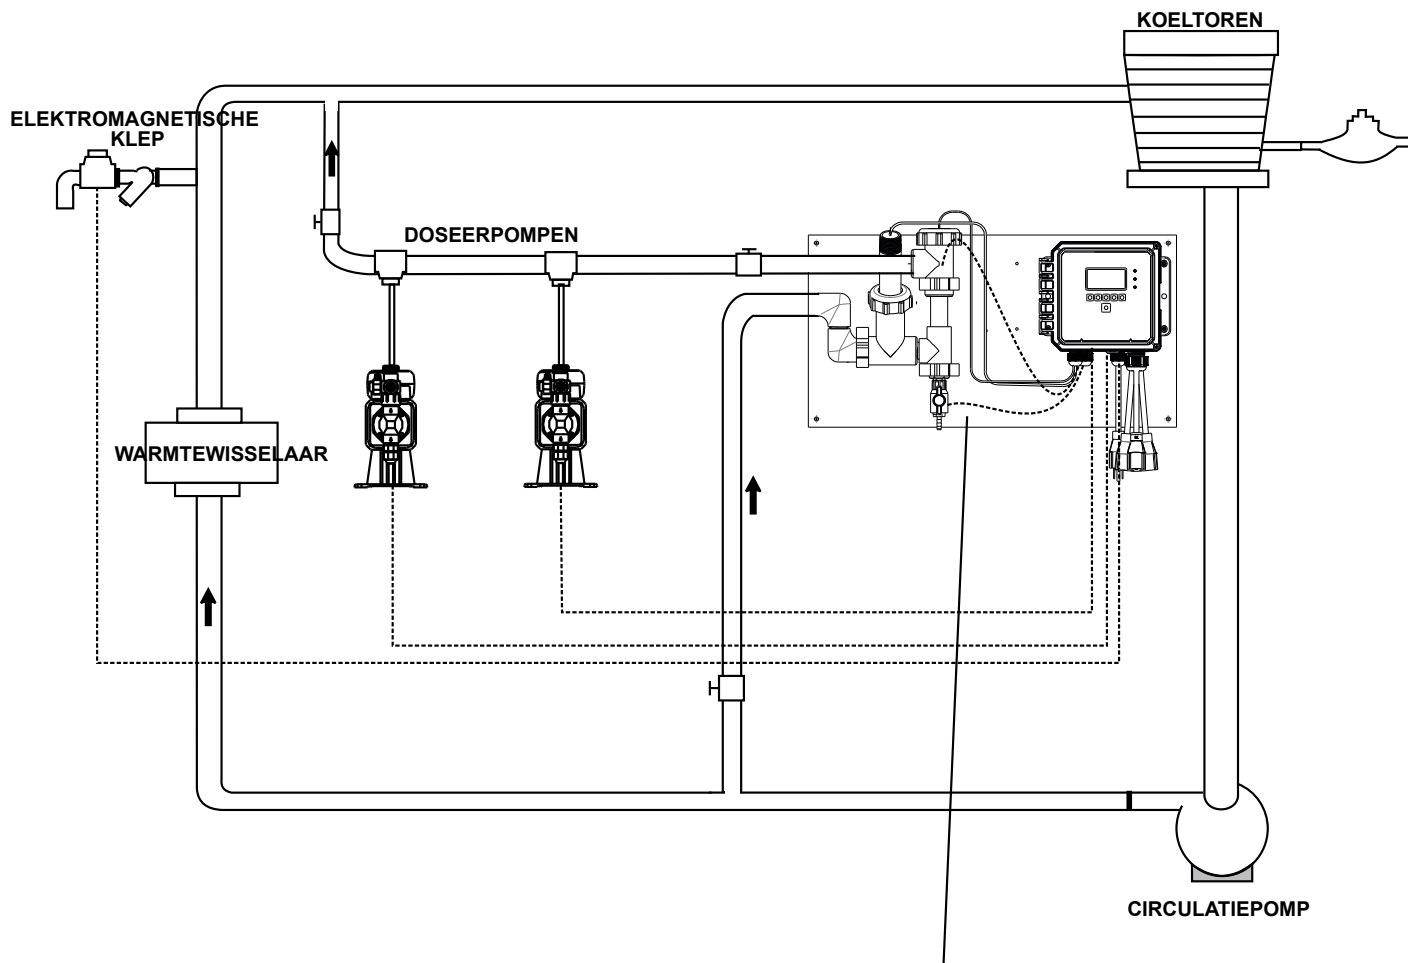 KOELTOREN
ELEKTROMAGNETISCHE
KLEP
DOSEERPOMPEN
WARMTEWISSELAAR
CIRCULATIEPOMP